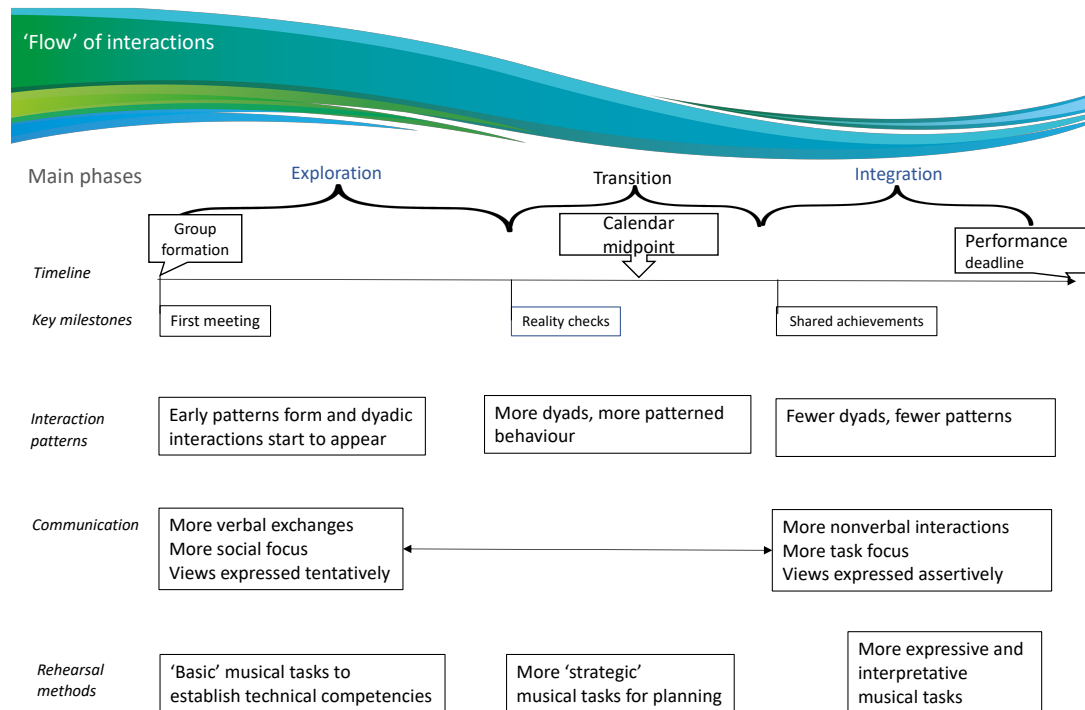 ‘Flow’ of interactions
Main phases
Exploration
Transition
Integration
Group
formation
Calendar
midpoint
Performance
deadline
Timeline
Key milestones
First meeting
Reality checks
Shared achievements
Interaction
patterns
Early patterns form and dyadic
interactions start to appear
More dyads, more patterned
behaviour
Fewer dyads, fewer patterns
Communication
More verbal exchanges
More social focus
Views expressed tentatively
More nonverbal interactions
More task focus
Views expressed assertively
Rehearsal
methods
‘Basic’ musical tasks to
establish technical competencies
More ‘strategic’
musical tasks for planning
More expressive and
interpretative
musical tasks